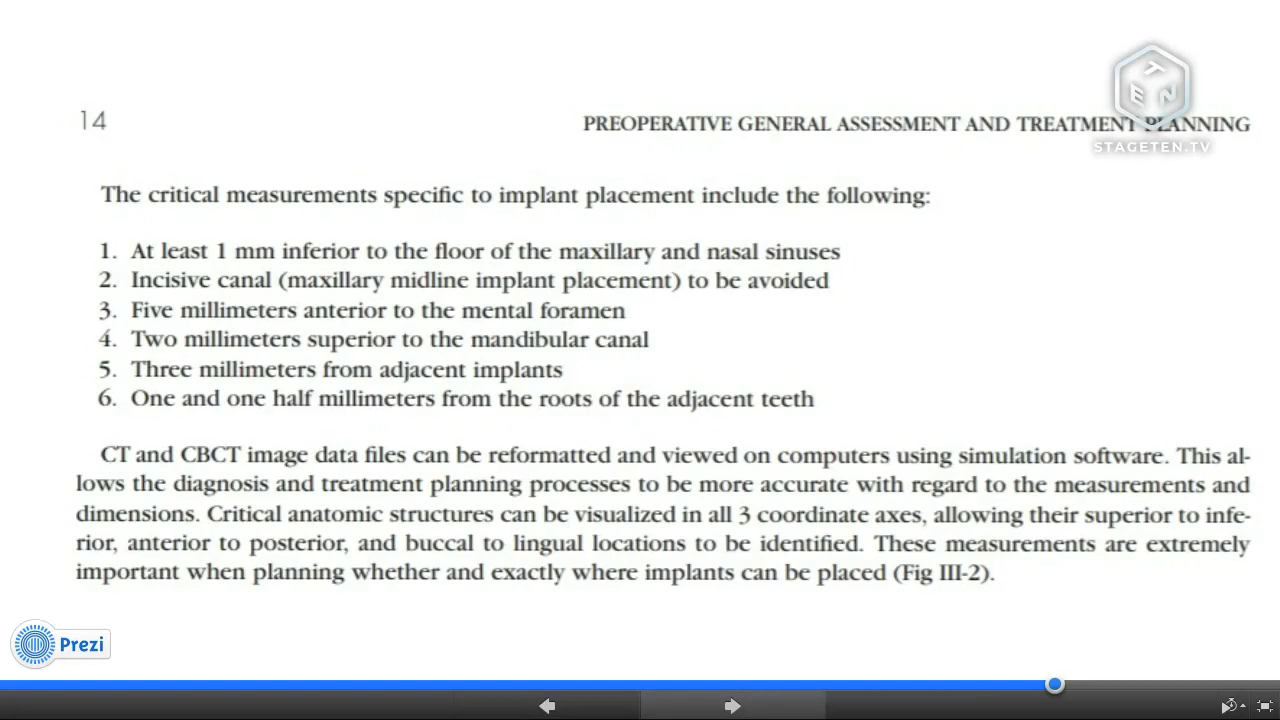 14
PREOPERATIVE GENERAL ASSESSMENT AND TREATMENT PLANNING
T
E N
STAGETEN.TV
The critical measurements specific to implant placement include the following:
1. At least 1 mm inferior to the floor of the maxillary and nasal sinuses
2. Incisive canal (maxillary midline implant placement) to be avoided
3. Five millimeters anterior to the mental foramen
4. Two millimeters superior to the mandibular canal
5. Three millimeters from adjacent implants
6. One and one half millimeters from the roots of the adjacent teeth
CT and CBCT image data files can be reformatted and viewed on computers using simulation software. This al-
lows the diagnosis and treatment planning processes to be more accurate with regard to the measurements and
dimensions. Critical anatomic structures can be visualized in all 3 coordinate axes, allowing their superior to infe-
rior, anterior to posterior, and buccal to lingual locations to be identified. These measurements are extremely
important when planning whether and exactly where implants can be placed (Fig III-2).
Prezi